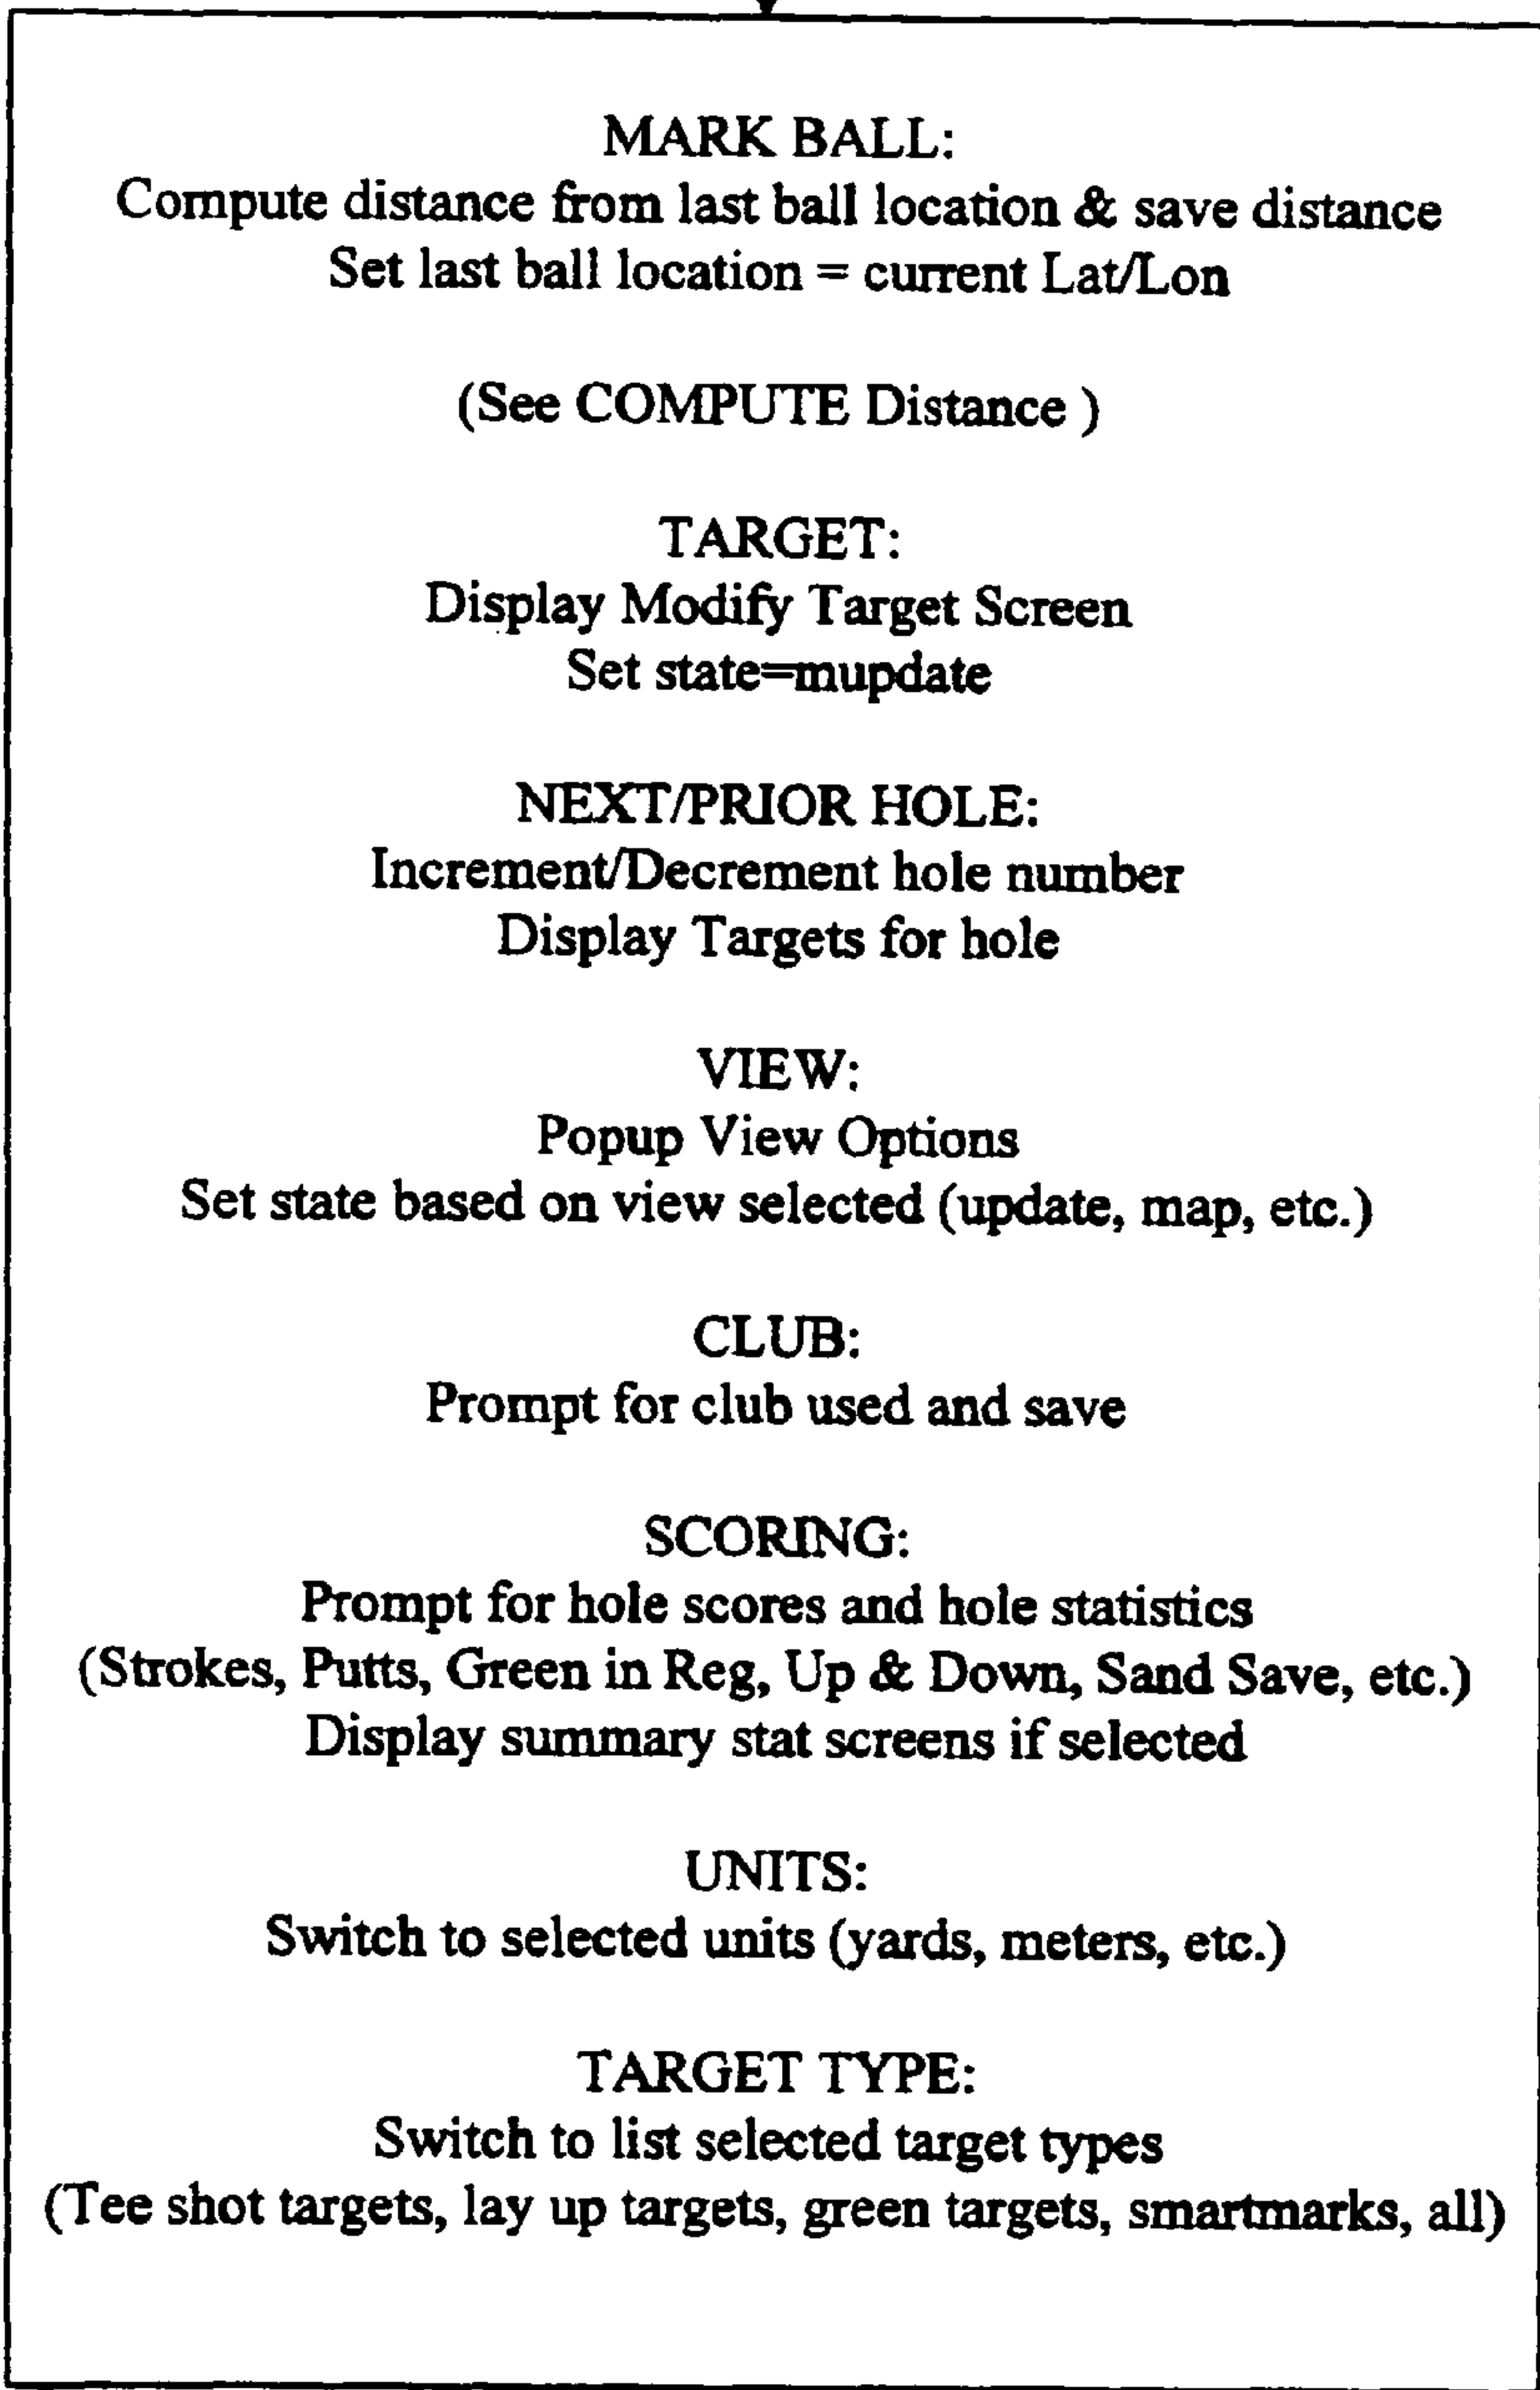 MARK BALL:
Compute distance from last ball location & save distance
Set last ball location = current Lat/Lon
(See COMPUTE Distance )
TARGET:
Display Modify Target Screen
Set state=mupdate
NEXT/PRIOR HOLE:
Increment/Decrement hole number
Display Targets for hole
VIEW:
Popup View Options
Set state based on view selected (update, map, etc.)
CLUB:
Prompt for club used and save
SCORING:
Prompt for hole scores and hole statistics
(Strokes, Putts, Green in Reg, Up & Down, Sand Save, etc.)
Display summary stat screens if selected
UNITS:
Switch to selected units (yards, meters, etc.)
TARGET TYPE:
Switch to list selected target types
(Tee shot targets, lay up targets, green targets, smartmarks, all)